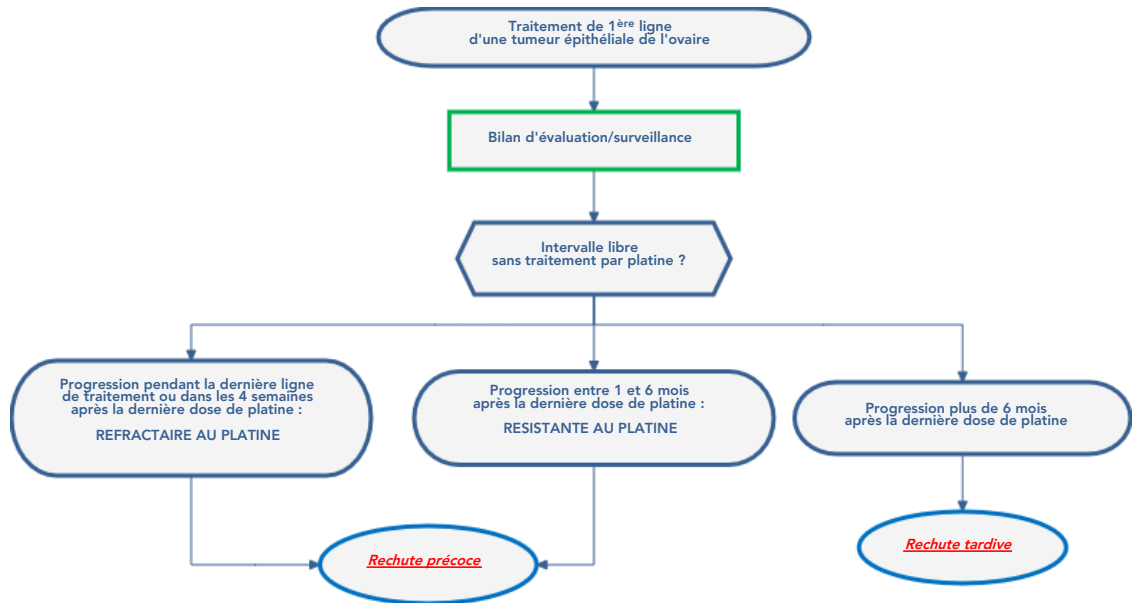 Traitement de 1ère ligne
d'une tumeur épithéliale de l'ovaire
Bilan d'évaluation/surveillance
Intervalle libre
sans traitement par platine ?
Progression pendant la dernière ligne
de traitement ou dans les 4 semaines
après la dernière dose de platine :
REFRACTAIRE AU PLATINE
Progression entre 1 et 6 mois
après la dernière dose de platine :
RESISTANTE AU PLATINE
Progression plus de 6 mois
après la dernière dose de platine
Rechute précoce
Rechute tardive